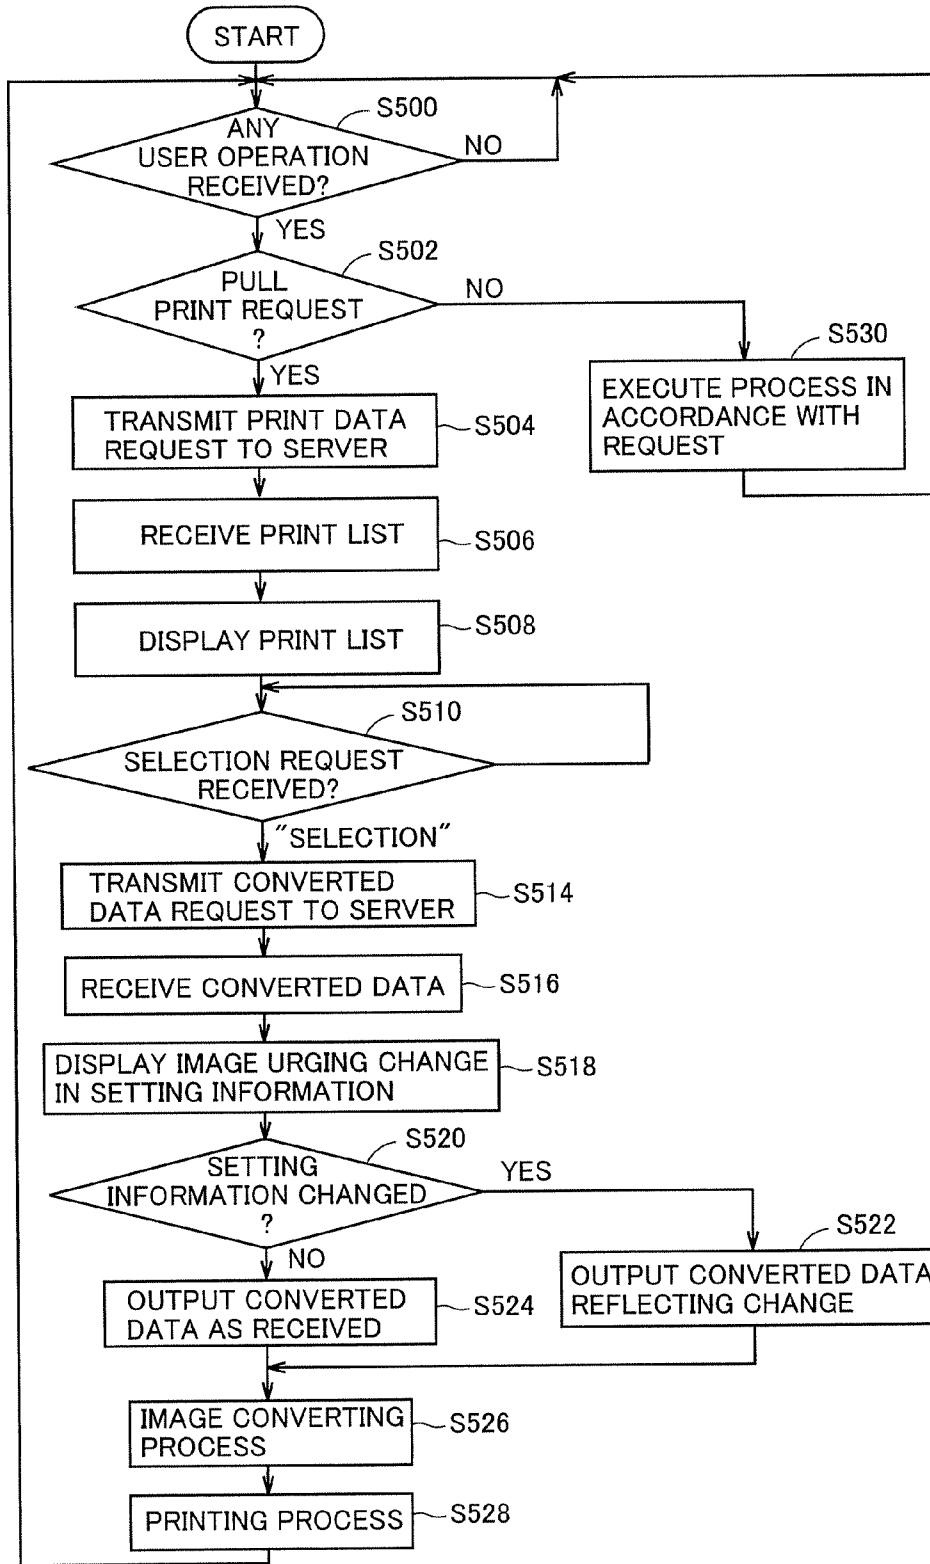 START
S500
ANY
USER OPERATION
RECEIVED?
NO
YES
S502
PULL
PRINT REQUEST
?
NO
YES
S530
EXECUTE PROCESS IN
ACCORDANCE WITH
REQUEST
TRANSMIT PRINT DATA
REQUEST TO SERVER
S504
RECEIVE PRINT LIST
S506
DISPLAY PRINT LIST
S508
S510
SELECTION REQUEST
RECEIVED?
"SELECTION"
TRANSMIT CONVERTED
DATA REQUEST TO SERVER
S514
RECEIVE CONVERTED DATA
S516
DISPLAY IMAGE URGING CHANGE
IN SETTING INFORMATION
S518
S520
SETTING
INFORMATION CHANGED
?
YES
NO
S522
OUTPUT CONVERTED DATA
REFLECTING CHANGE
OUTPUT CONVERTED
DATA AS RECEIVED
S524
IMAGE CONVERTING
PROCESS
S526
PRINTING PROCESS
S528